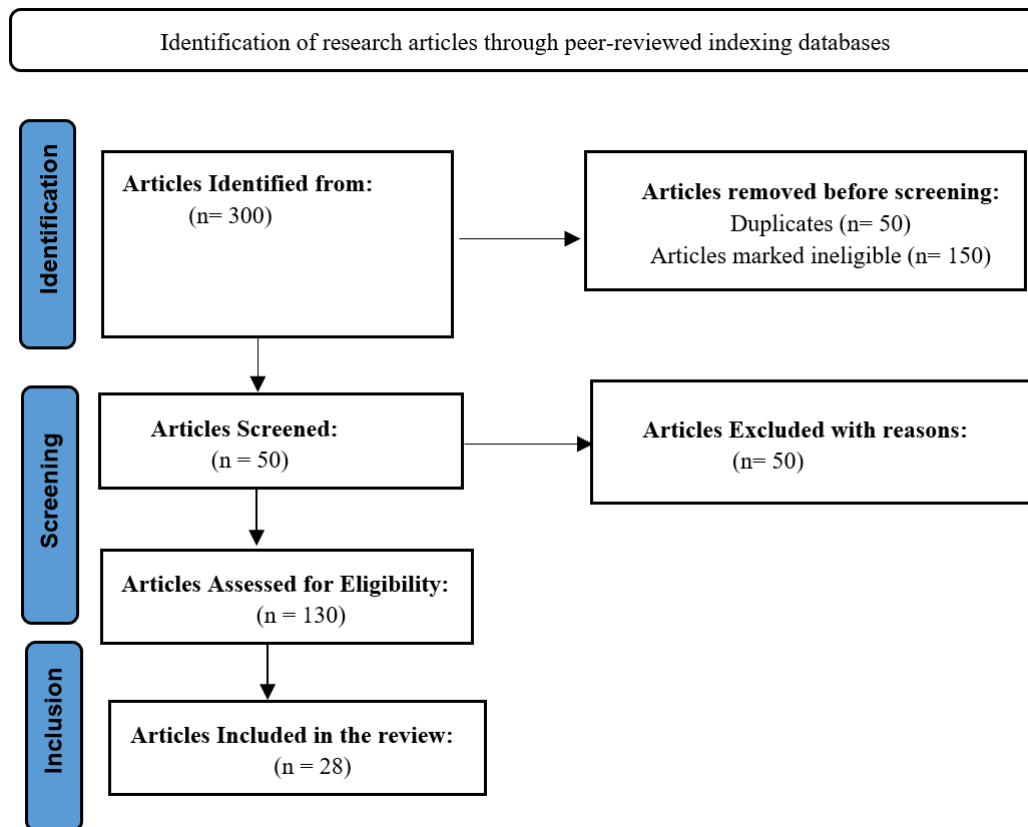 Identification of research articles through peer-reviewed indexing databases
Identification
Articles Identified from:
(n= 300)
Articles removed before screening:
Duplicates (n= 50)
Articles marked ineligible (n= 150)
Screening
Articles Screened:
(n = 50)
Articles Excluded with reasons:
(n= 50)
Articles Assessed for Eligibility:
(n = 130)
Inclusion
Articles Included in the review:
(n = 28)